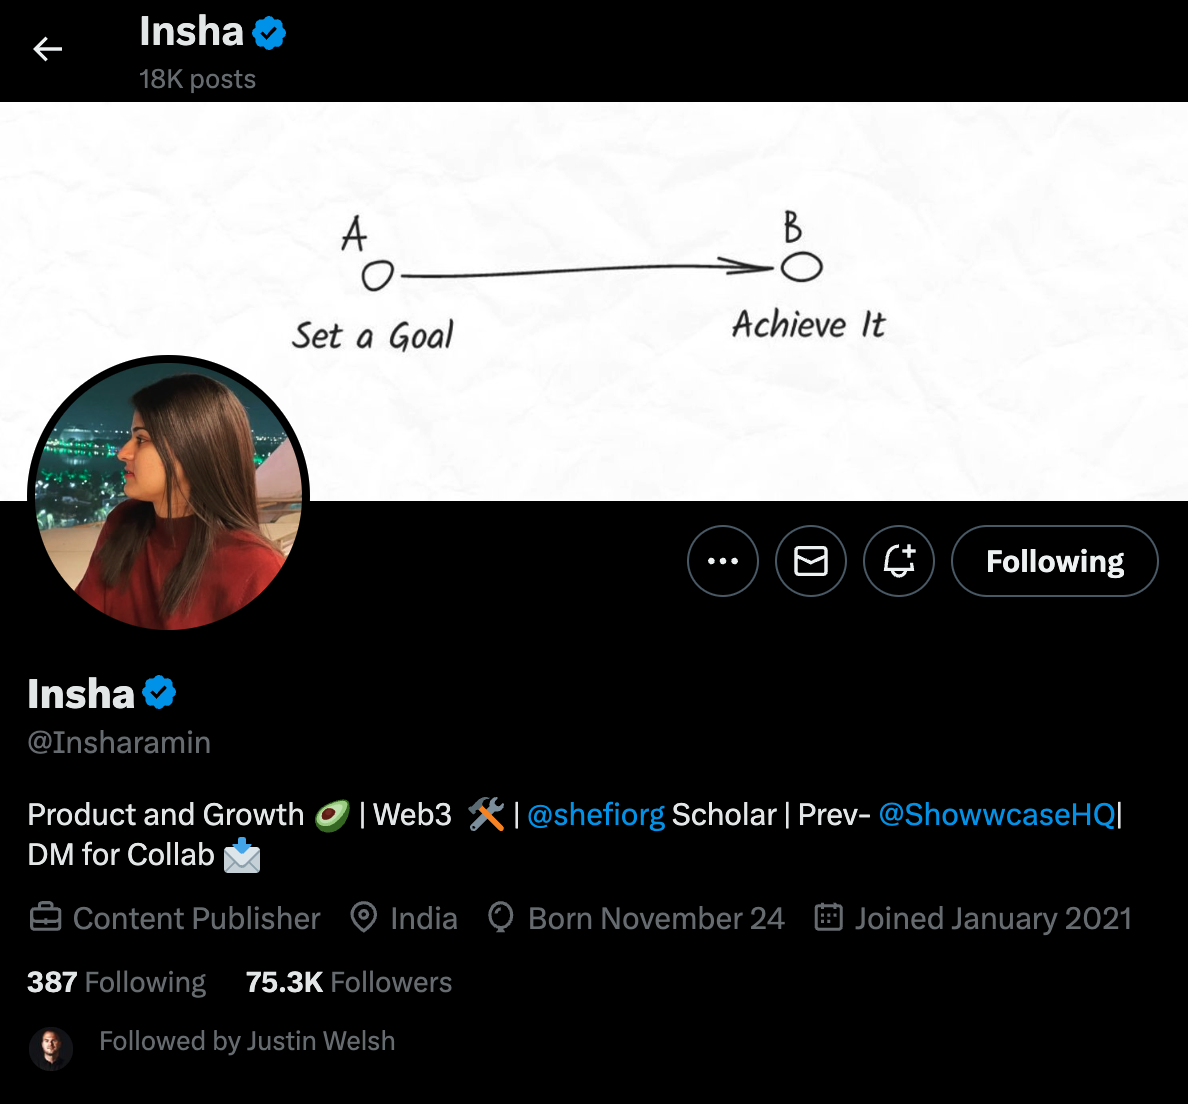 Insha
18K posts
A
B
Set a Goal
Achieve It
Following
Insha
@Insharamin
Product and Growth 🥑 | Web3 🛠️ | @shefiorg Scholar | Prev- @ShowwcaseHQ|
DM for Collab 📩
Content Publisher India Born November 24 Joined January 2021
387 Following 75.3K Followers
Followed by Justin Welsh